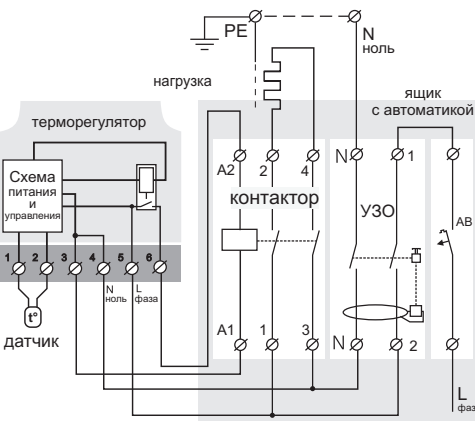 PE
N
ноль
нагрузка
ящик
с автоматикой
терморегулятор
Схема
питания
и
управления
A2
2
4
N
1
контактор
УЗО
АВ
1
2
3
4
5
6
N
ноль
L
фаза
t°
датчик
A1
1
3
N
2
L